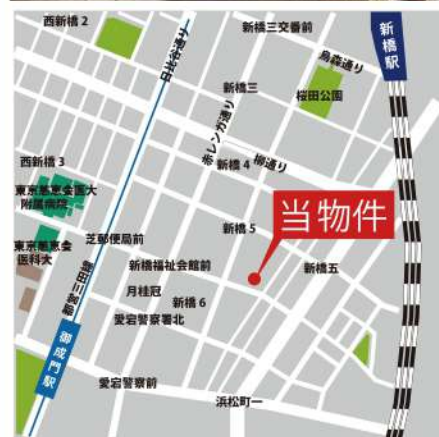 西新橋 2
日比谷通り
新橋三交番前
新橋駅
烏森通り
新橋三
桜田公園
赤レンガ通り
柳通り
新橋 4
西新橋 3
東京慈恵会医大
附属病院
当物件
新橋 5
芝郵便局前
東京慈恵会
医科大
新橋福祉会館前
新橋五
都営三田線
月桂冠
新橋 6
愛宕警察署北
御成門駅
愛宕警察前
浜松町一